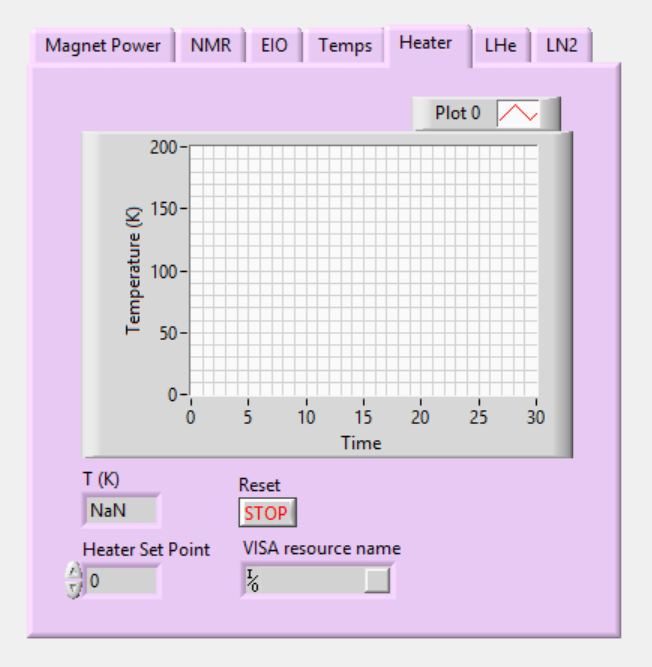 Magnet Power NMR EIO Temps Heater LHe LN2
Plot 0
200
150
100
50
0
Temperature (K)
0 5 10 15 20 25 30
Time
T (K)
NaN
Reset
STOP
Heater Set Point
0
VISA resource name
I/O